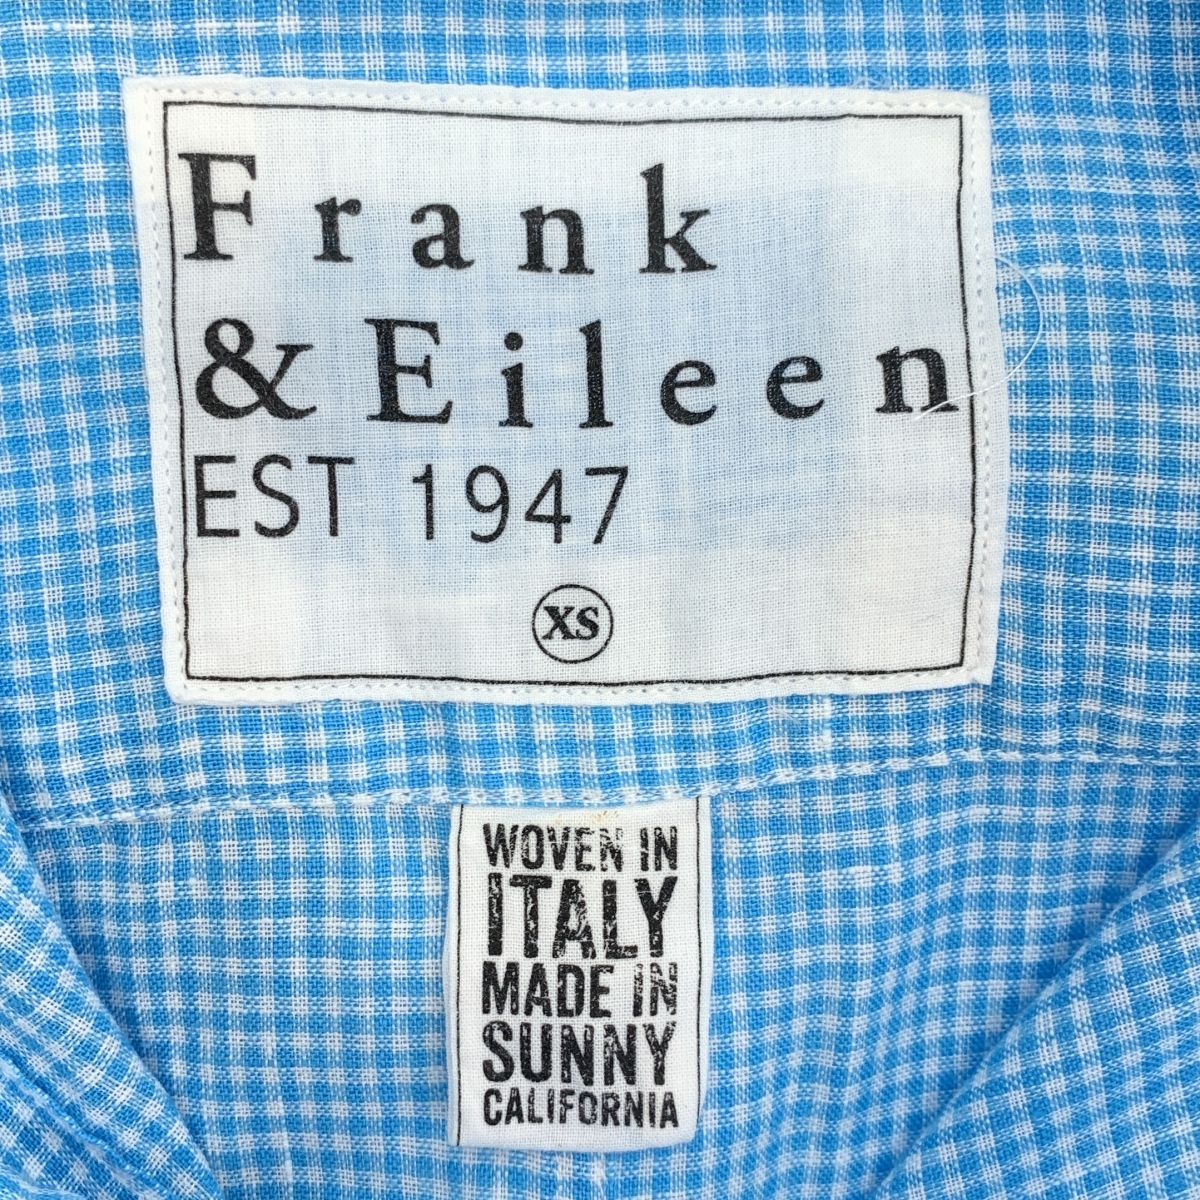 Frank
& Eileen
EST 1947
XS
WOVEN IN
ITALY
MADE IN
SUNNY
CALIFORNIA